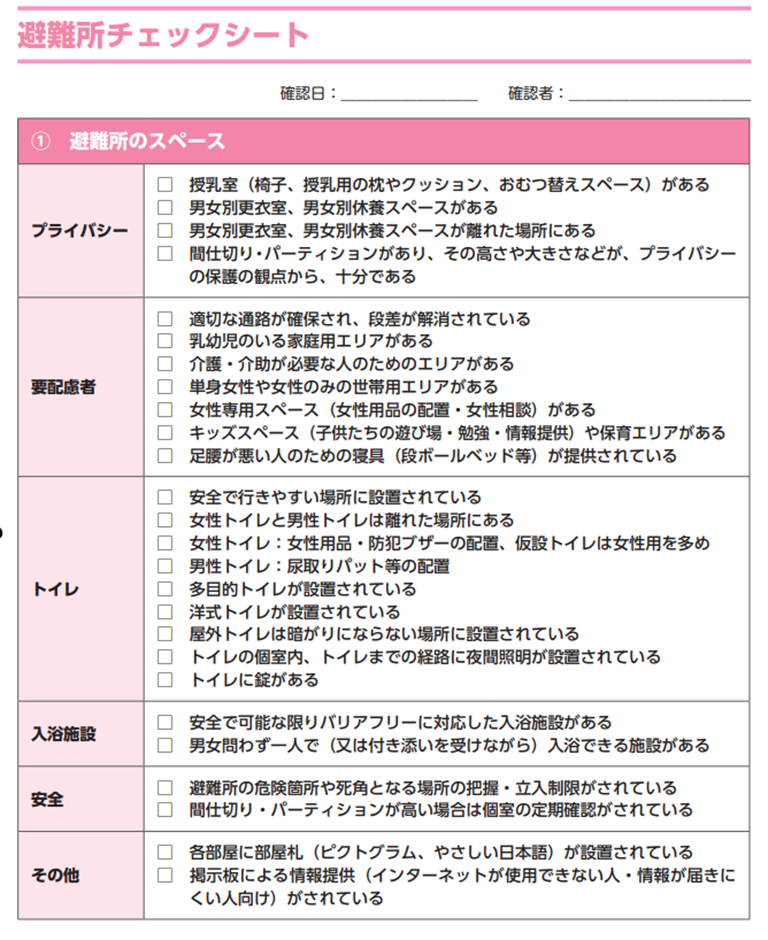 避難所チェックシート
確認日：＿＿＿＿＿＿＿＿　確認者：＿＿＿＿＿＿＿＿＿＿＿
① 避難所のスペース
プライバシー
□ 授乳室（椅子、授乳用の枕やクッション、おむつ替えスペース）がある
□ 男女別更衣室、男女別休養スペースがある
□ 男女別更衣室、男女別休養スペースが離れた場所にある
□ 間仕切り・パーティションがあり、その高さや大きさなどが、プライバシー
の保護の観点から、十分である
要配慮者
□ 適切な通路が確保され、段差が解消されている
□ 乳幼児のいる家庭用エリアがある
□ 介護・介助が必要な人のためのエリアがある
□ 単身女性や女性のみの世帯用エリアがある
□ 女性専用スペース（女性用品の配置・女性相談）がある
□ キッズスペース（子供たちの遊び場・勉強・情報提供）や保育エリアがある
□ 足腰が悪い人のための寝具（段ボールベッド等）が提供されている
トイレ
□ 安全で行きやすい場所に設置されている
□ 女性トイレと男性トイレは離れた場所にある
□ 女性トイレ：女性用品・防犯ブザーの配置、仮設トイレは女性用を多め
□ 男性トイレ：尿取りパット等の配置
□ 多目的トイレが設置されている
□ 洋式トイレが設置されている
□ 屋外トイレは暗がりにならない場所に設置されている
□ トイレの個室内、トイレまでの経路に夜間照明が設置されている
□ トイレに錠がある
入浴施設
□ 安全で可能な限りバリアフリーに対応した入浴施設がある
□ 男女問わず一人で（又は付き添いを受けながら）入浴できる施設がある
安全
□ 避難所の危険箇所や死角となる場所の把握・立入制限がされている
□ 間仕切り・パーティションが高い場合は個室の定期確認がされている
その他
□ 各部屋に部屋札（ピクトグラム、やさしい日本語）が設置されている
□ 掲示板による情報提供（インターネットが使用できない人・情報が届きに
くい人向け）がされている